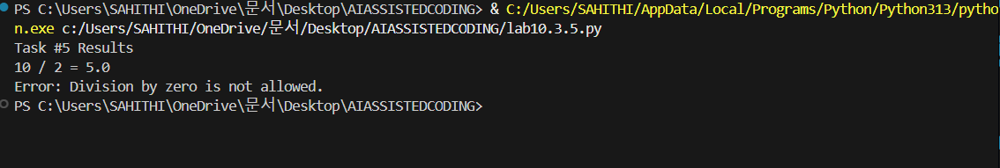 PS C:\Users\SAHITHI\OneDrive\문서\Desktop\AIASSISTEDCODING> & C:/Users/SAHITHI/AppData/Local/Programs/Python/Python313/pytho
n.exe c:/Users/SAHITHI/OneDrive/문서/Desktop/AIASSISTEDCODING/lab10.3.5.py
Task #5 Results
10 / 2 = 5.0
Error: Division by zero is not allowed.
PS C:\Users\SAHITHI\OneDrive\문서\Desktop\AIASSISTEDCODING>